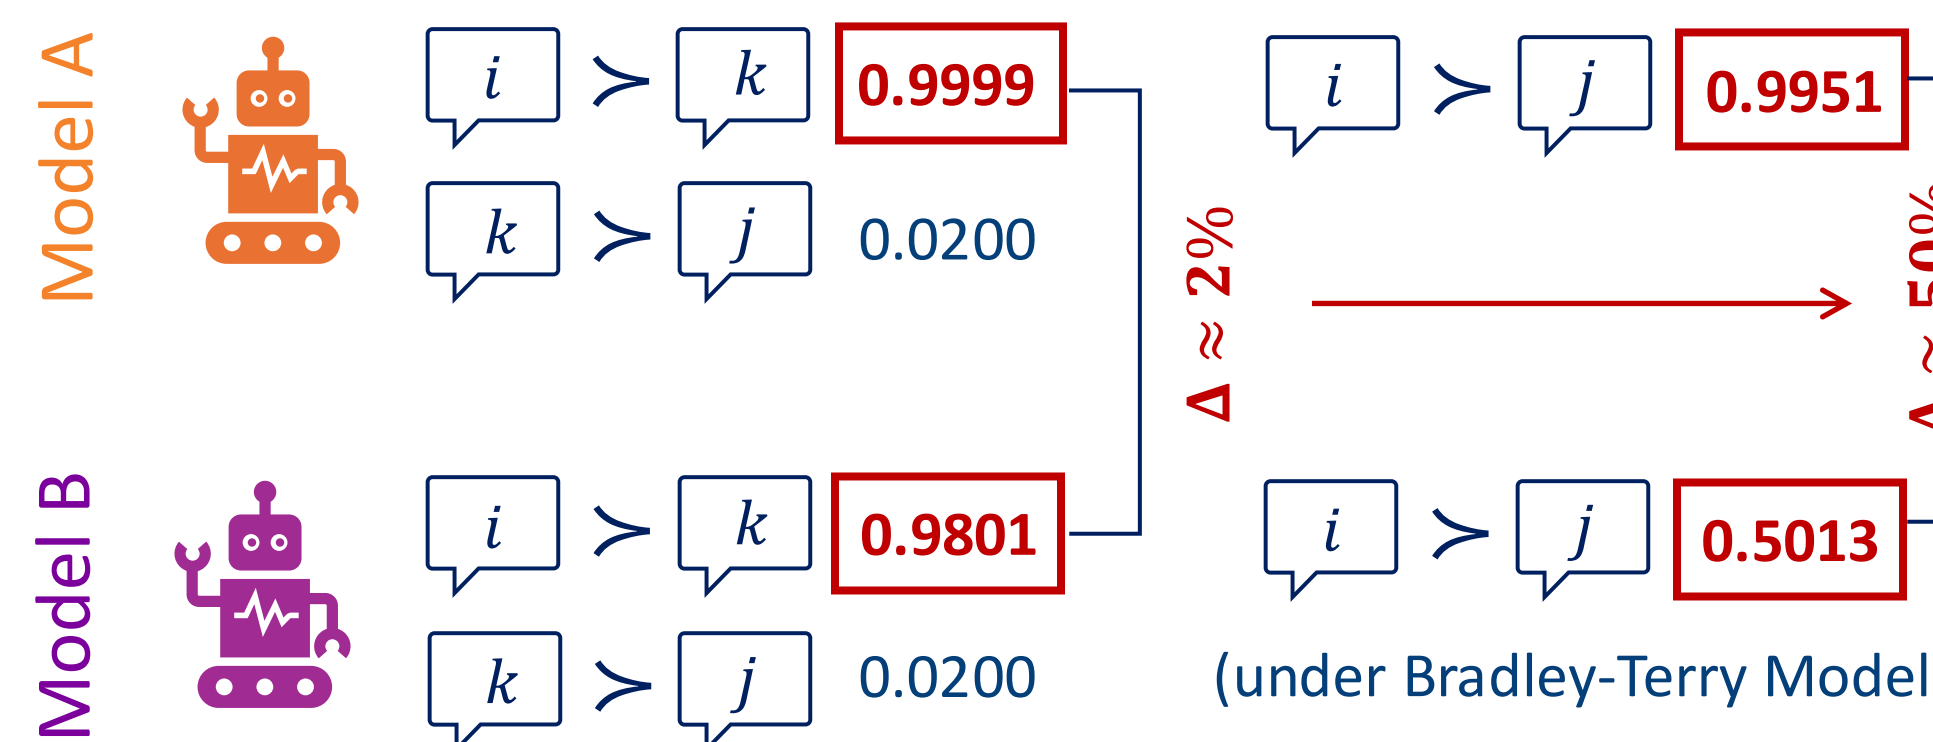 Model A
i ≻ k 0.9999
k ≻ j 0.0200
Δ ≈ 2%
i ≻ j 0.9951
Δ ≈ 50%
Model B
i ≻ k 0.9801
k ≻ j 0.0200
i ≻ j 0.5013
(under Bradley-Terry Model